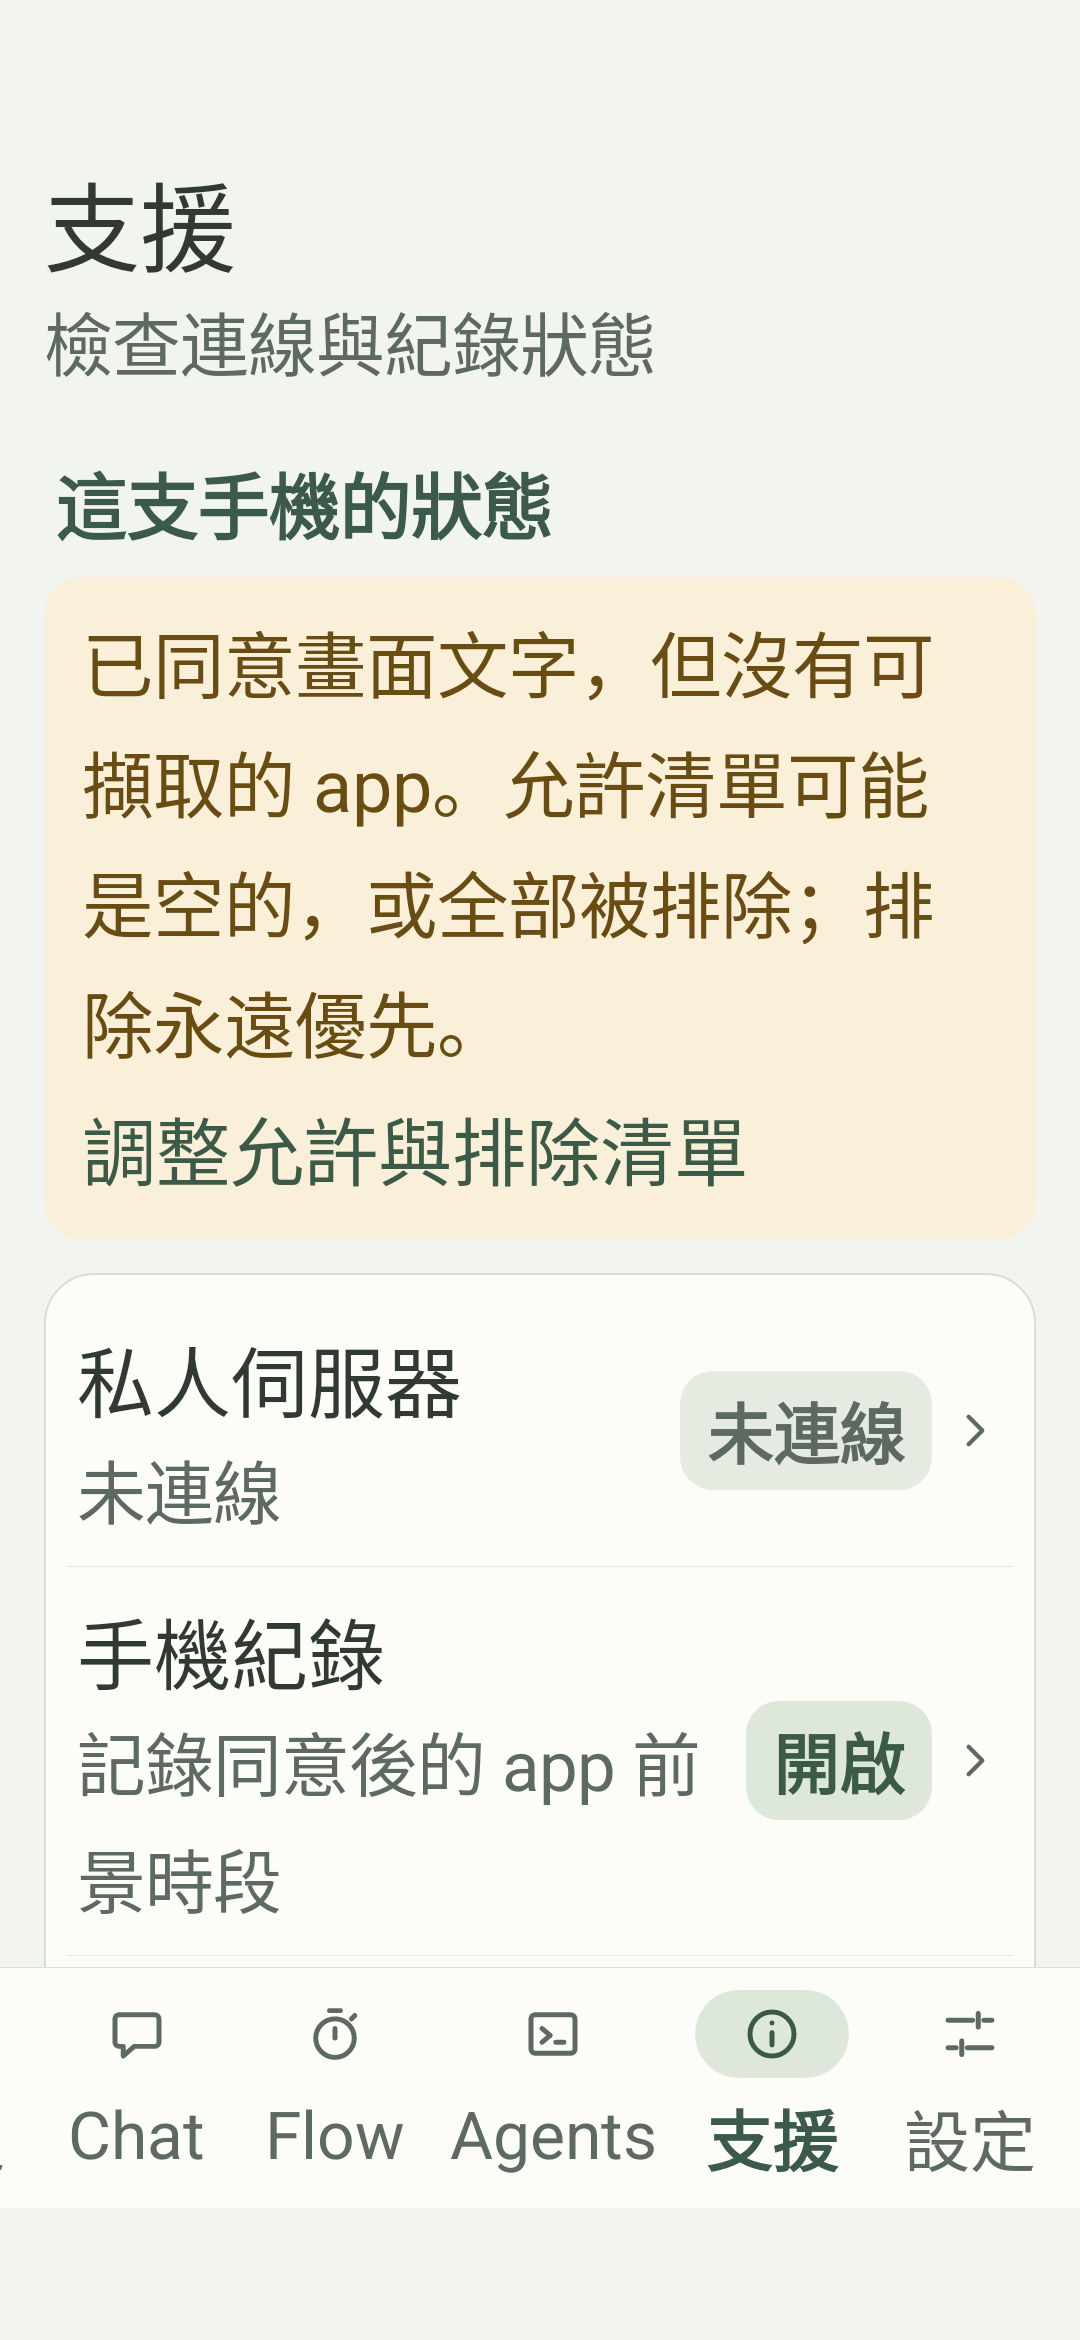 支援
檢查連線與紀錄狀態
這支手機的狀態
已同意畫面文字，但沒有可
擷取的 app。允許清單可能
是空的，或全部被排除；排
除永遠優先。
調整允許與排除清單
私人伺服器
未連線
未連線
手機紀錄
記錄同意後的 app 前
景時段
開啟
Chat
Flow
Agents
支援
設定